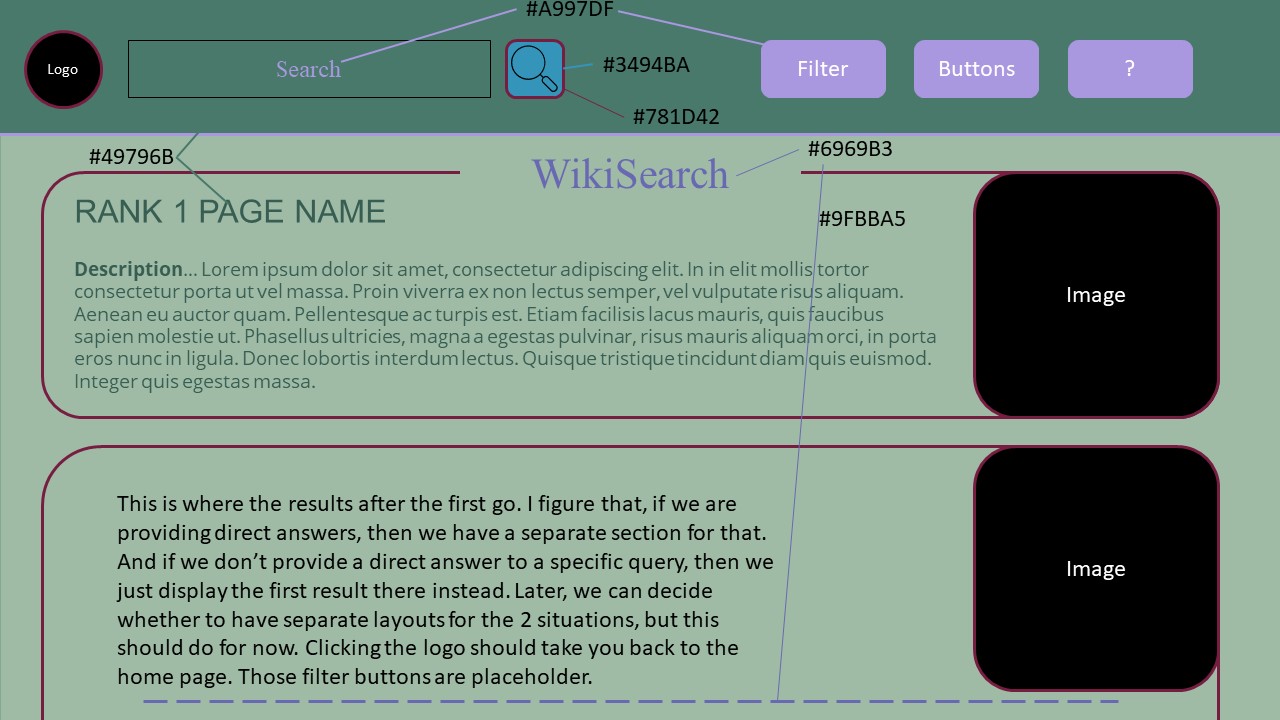 #A997DF
Logo
Search
#3494BA
#781D42
Filter
Buttons
?
#49796B
WikiSearch
#6969B3
RANK 1 PAGE NAME
#9FBBA5
Description... Lorem ipsum dolor sit amet, consectetur adipiscing elit. In in elit mollis tortor
consectetur porta ut vel massa. Proin viverra ex non lectus semper, vel vulputate risus aliquam.
Aenean eu auctor quam. Pellentesque ac turpis est. Etiam facilisis lacus mauris, quis faucibus
sapien molestie ut. Phasellus ultricies, magna a egestas pulvinar, risus mauris aliquam orci, in porta
eros nunc in ligula. Donec lobortis interdum lectus. Quisque tristique tincidunt diam quis euismod.
Integer quis egestas massa.
Image
This is where the results after the first go. I figure that, if we are
providing direct answers, then we have a separate section for that.
And if we don’t provide a direct answer to a specific query, then we
just display the first result there instead. Later, we can decide
whether to have separate layouts for the 2 situations, but this
should do for now. Clicking the logo should take you back to the
home page. Those filter buttons are placeholder.
Image